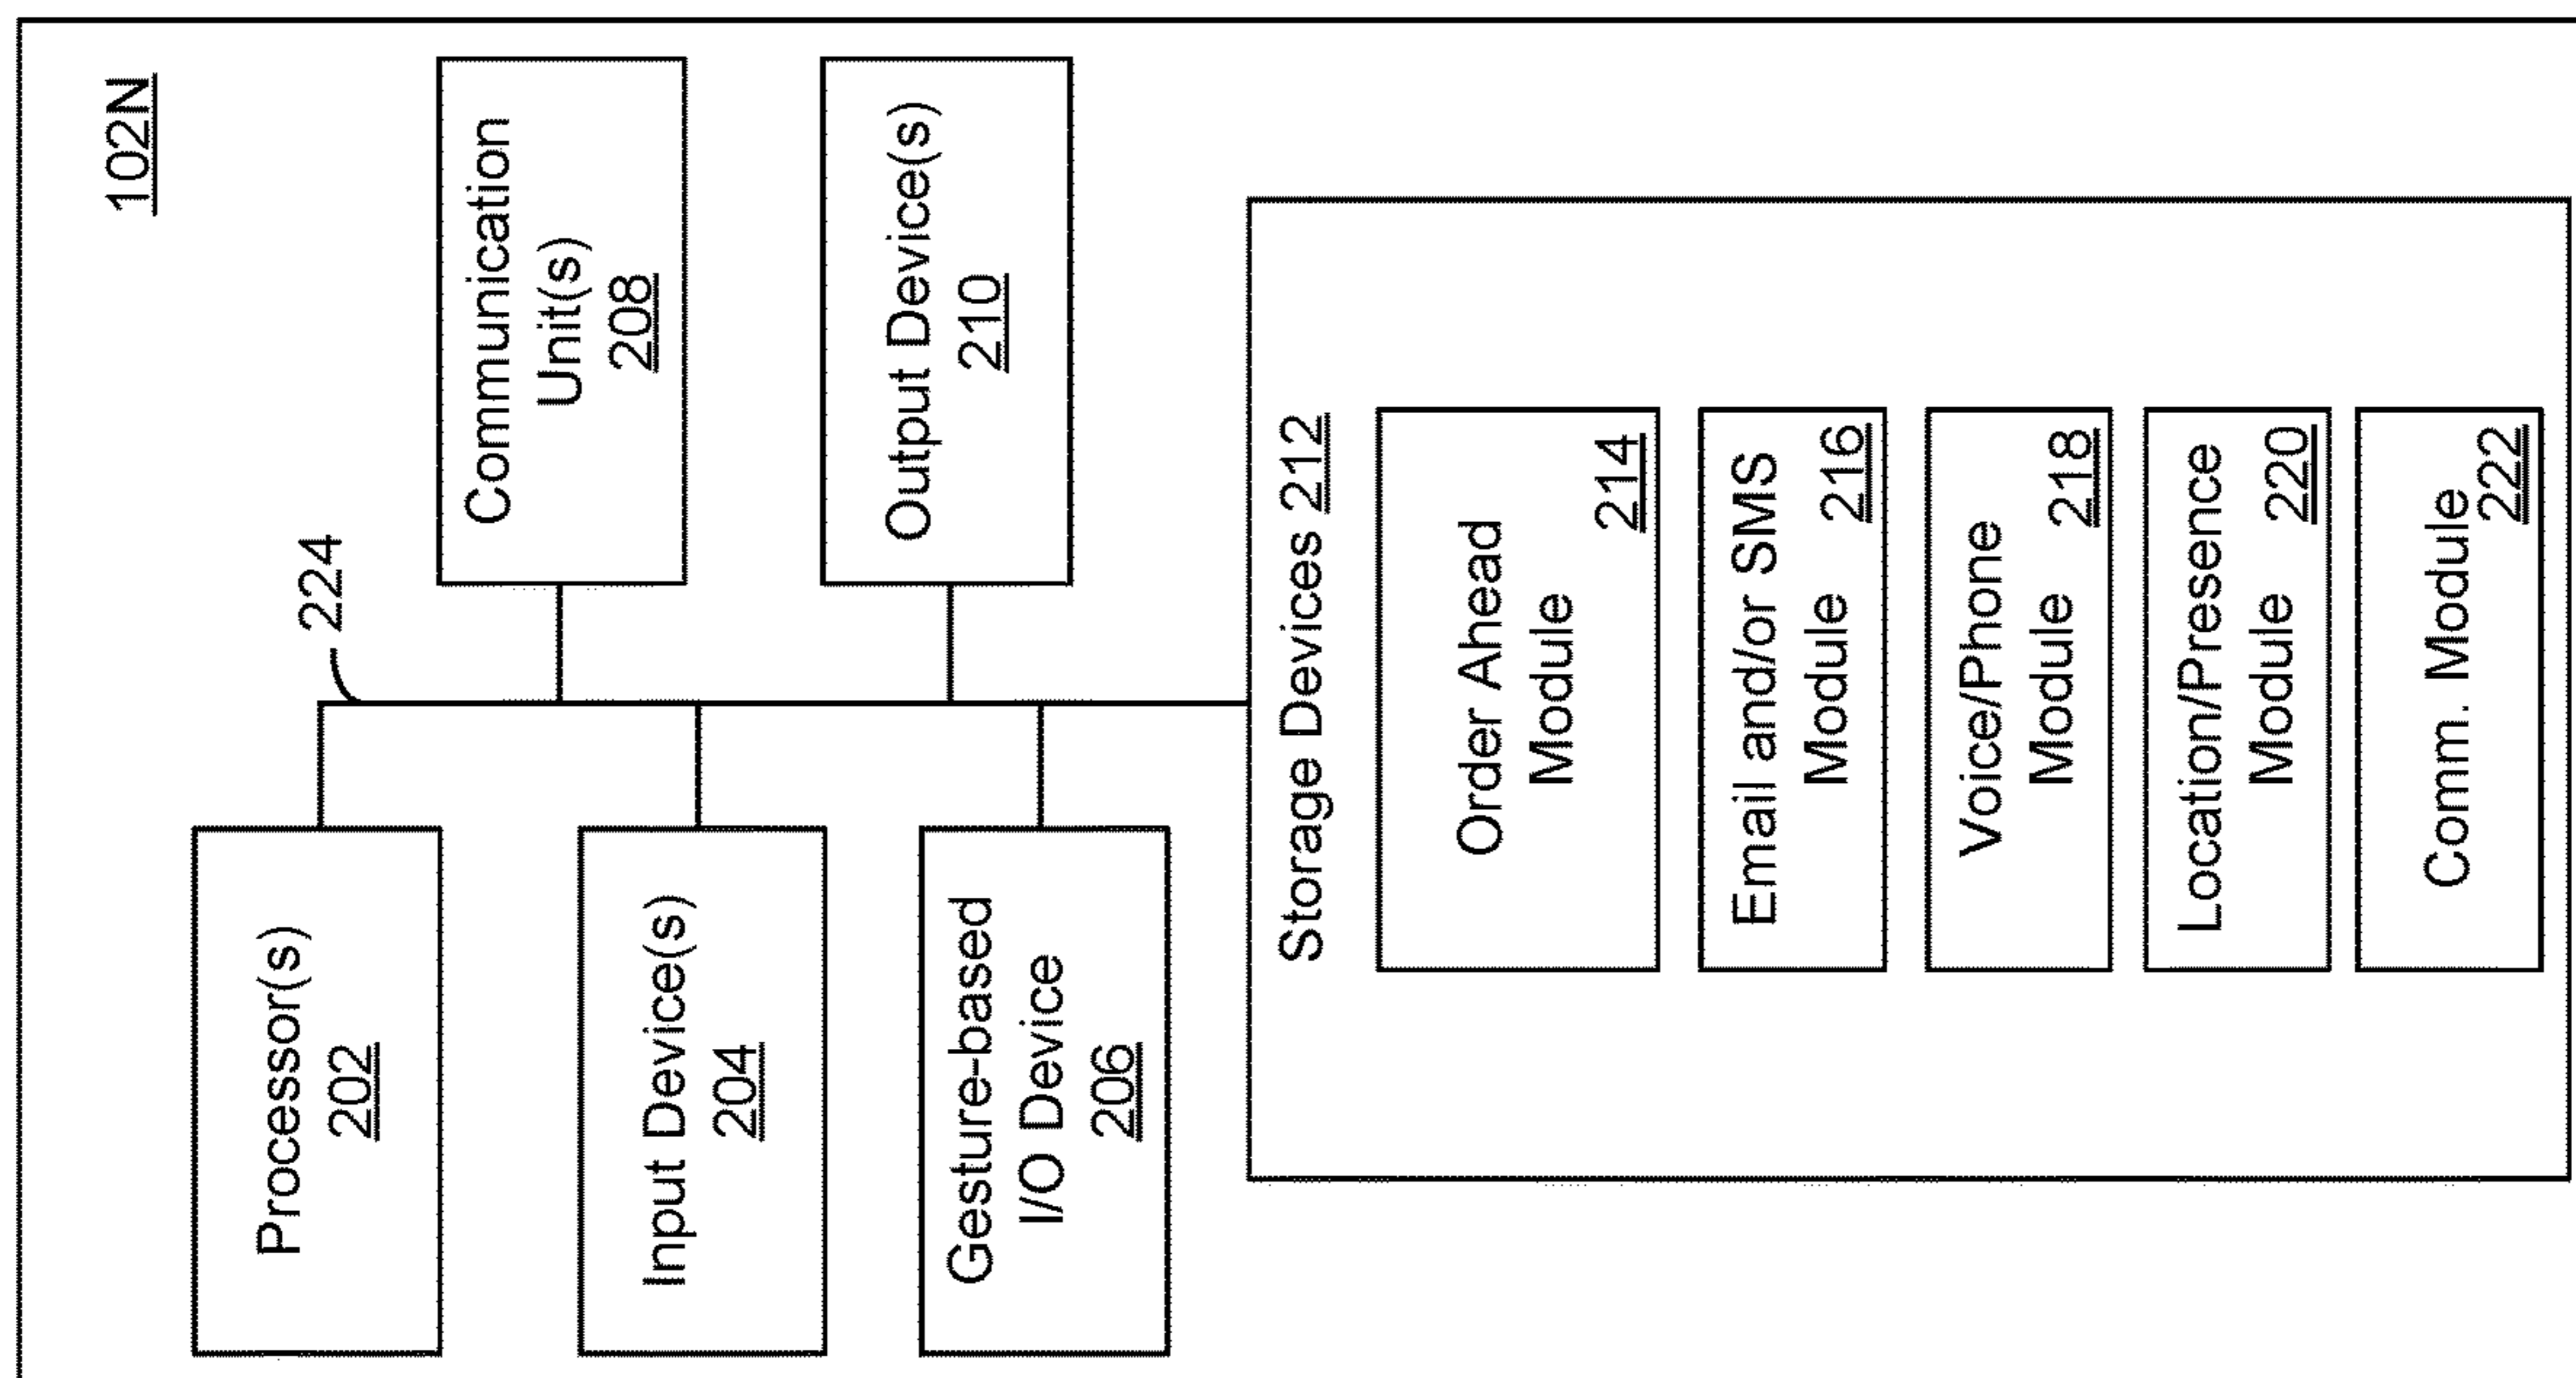 102N
224
Processor(s)
202
Communication
Unit(s)
208
Input Device(s)
204
Output Device(s)
210
Gesture-based
I/O Device
206
Storage Devices 212
Order Ahead
Module
214
Email and/or SMS
Module 216
Voice/Phone
Module 218
Location/Presence
Module 220
Comm. Module
222